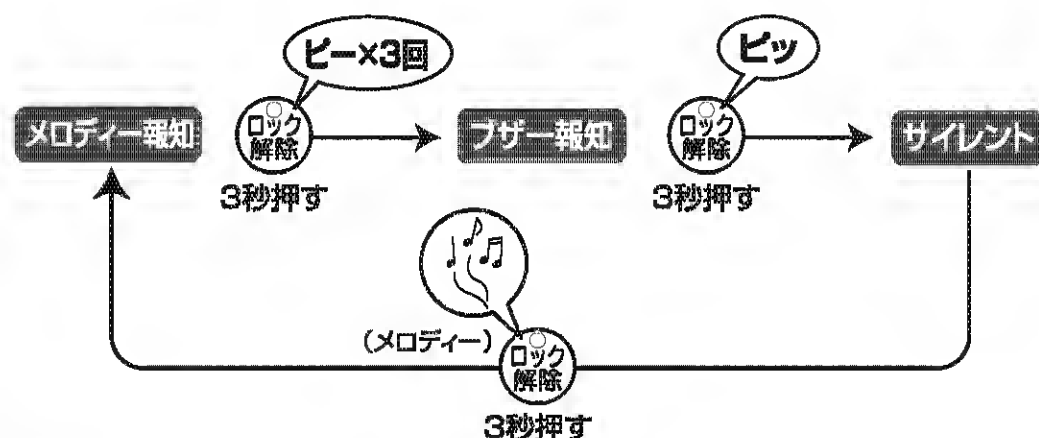 ピー×3回
ピッ
メロディー報知
ロック
解除
ブザー報知
ロック
解除
サイレント
3秒押す
3秒押す
(メロディー)
ロック
解除
3秒押す